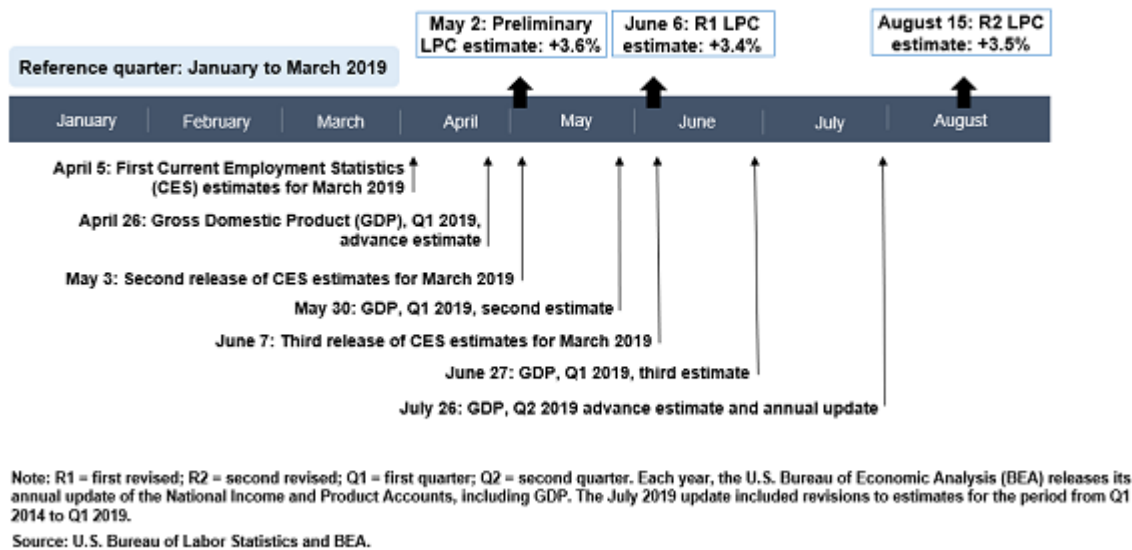 May 2: Preliminary
LPC estimate: +3.6%
June 6: R1 LPC
estimate: +3.4%
August 15: R2 LPC
estimate: +3.5%
Reference quarter: January to March 2019
January
February
March
April
May
June
July
August
April 5: First Current Employment Statistics
(CES) estimates for March 2019
April 26: Gross Domestic Product (GDP), Q1 2019,
advance estimate
May 3: Second release of CES estimates for March 2019
May 30: GDP, Q1 2019, second estimate
June 7: Third release of CES estimates for March 2019
June 27: GDP, Q1 2019, third estimate
July 26: GDP, Q2 2019 advance estimate and annual update
Note: R1 = first revised; R2 = second revised; Q1 = first quarter; Q2 = second quarter. Each year, the U.S. Bureau of Economic Analysis (BEA) releases its
annual update of the National Income and Product Accounts, including GDP. The July 2019 update included revisions to estimates for the period from Q1
2014 to Q1 2019.
Source: U.S. Bureau of Labor Statistics and BEA.